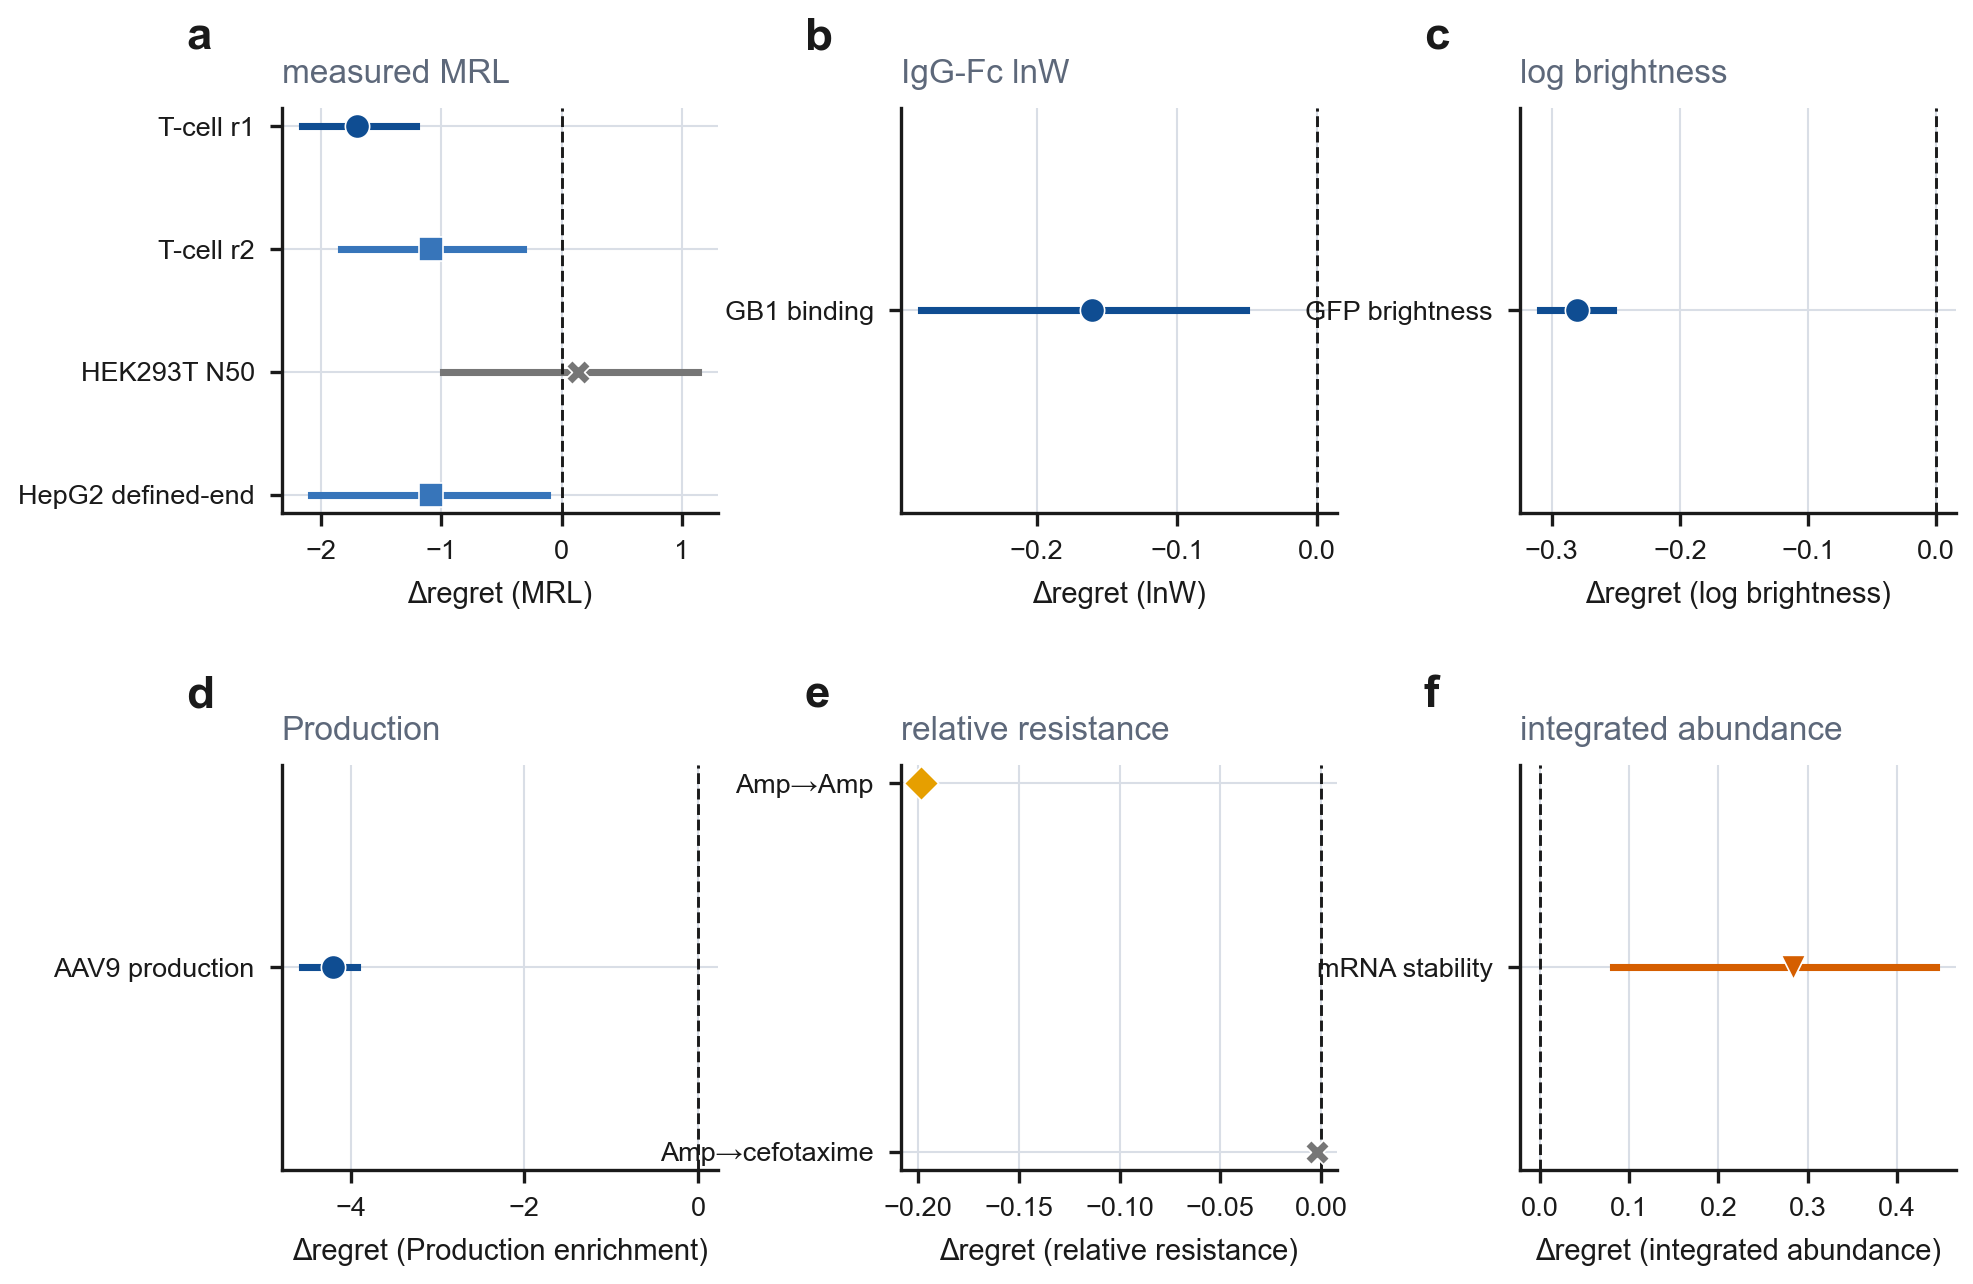 a
measured MRL
T-cell r1
T-cell r2
HEK293T N50
HepG2 defined-end
−2 −1 0 1
Δregret (MRL)
b
IgG-Fc lnW
GB1 binding
−0.2 −0.1 0.0
Δregret (lnW)
c
log brightness
GFP brightness
−0.3 −0.2 −0.1 0.0
Δregret (log brightness)
d
Production
AAV9 production
−4 −2 0
Δregret (Production enrichment)
e
relative resistance
Amp→Amp
Amp→cefotaxime
−0.20 −0.15 −0.10 −0.05 0.00
Δregret (relative resistance)
f
integrated abundance
mRNA stability
0.0 0.1 0.2 0.3 0.4
Δregret (integrated abundance)